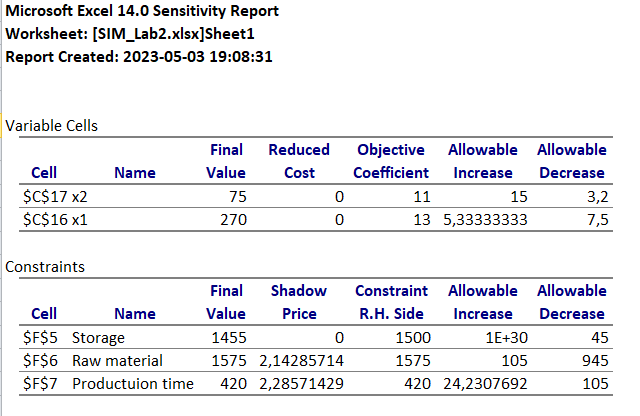 Microsoft Excel 14.0 Sensitivity Report
Worksheet: [SIM_Lab2.xlsx]Sheet1
Report Created: 2023-05-03 19:08:31
Variable Cells
Final Reduced Objective Allowable Allowable
Cell Name Value Cost Coefficient Increase Decrease
$C$17 x2 75 0 11 15 3,2
$C$16 x1 270 0 13 5,33333333 7,5
Constraints
Final Shadow Constraint Allowable Allowable
Cell Name Value Price R.H. Side Increase Decrease
$F$5 Storage 1455 0 1500 1E+30 45
$F$6 Raw material 1575 2,14285714 1575 105 945
$F$7 Productuion time 420 2,28571429 420 24,2307692 105